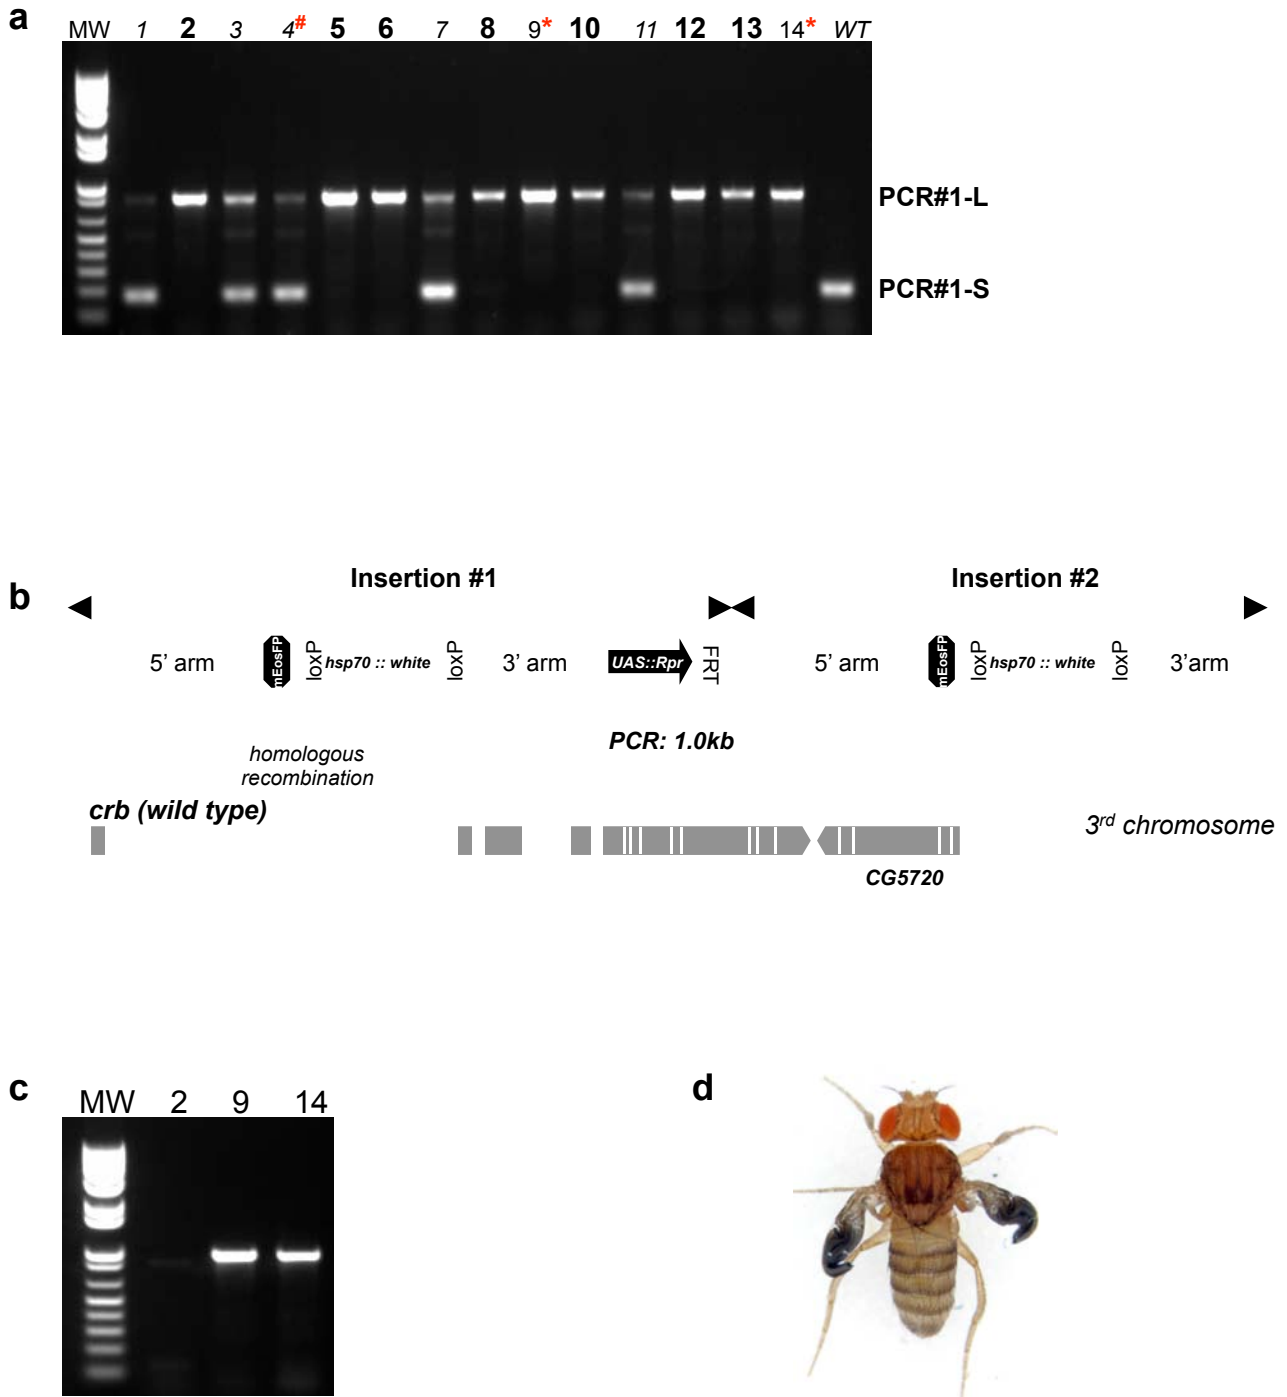 a
MW 1 2 3 4# 5 6 7 8 9* 10 11 12 13 14* WT
PCR#1-L
PCR#1-S
b
Insertion #1 Insertion #2
5’ arm mEosFP loxP hsp70 :: white loxP 3’ arm UAS::Rpr FRT 5’ arm mEosFP loxP hsp70 :: white loxP 3’arm
PCR: 1.0kb
homologous
recombination
crb (wild type)
3rd chromosome
CG5720
c
MW 2 9 14
d